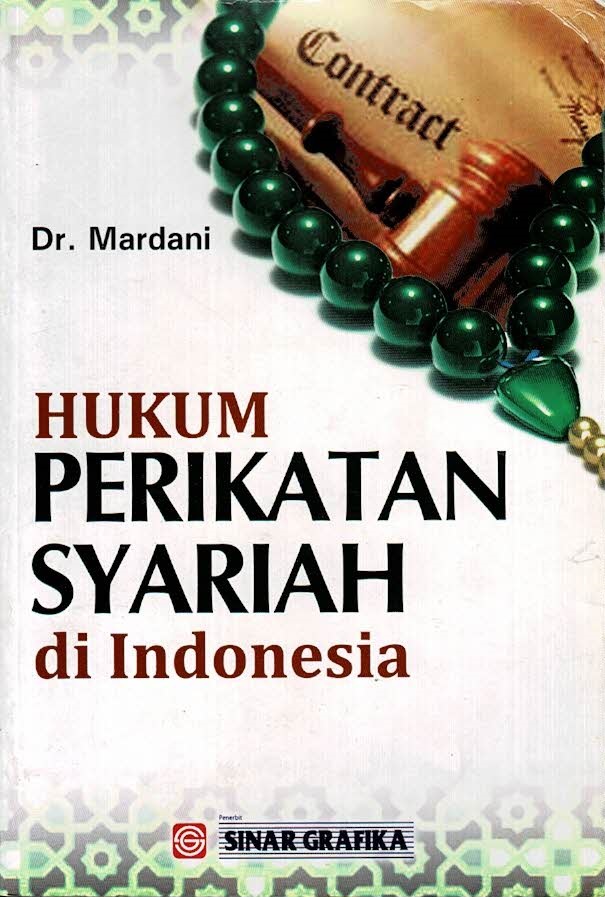 Contract
Dr. Mardani
HUKUM
PERIKATAN
SYARIAH
di Indonesia
Penerbit
SINAR GRAFIKA